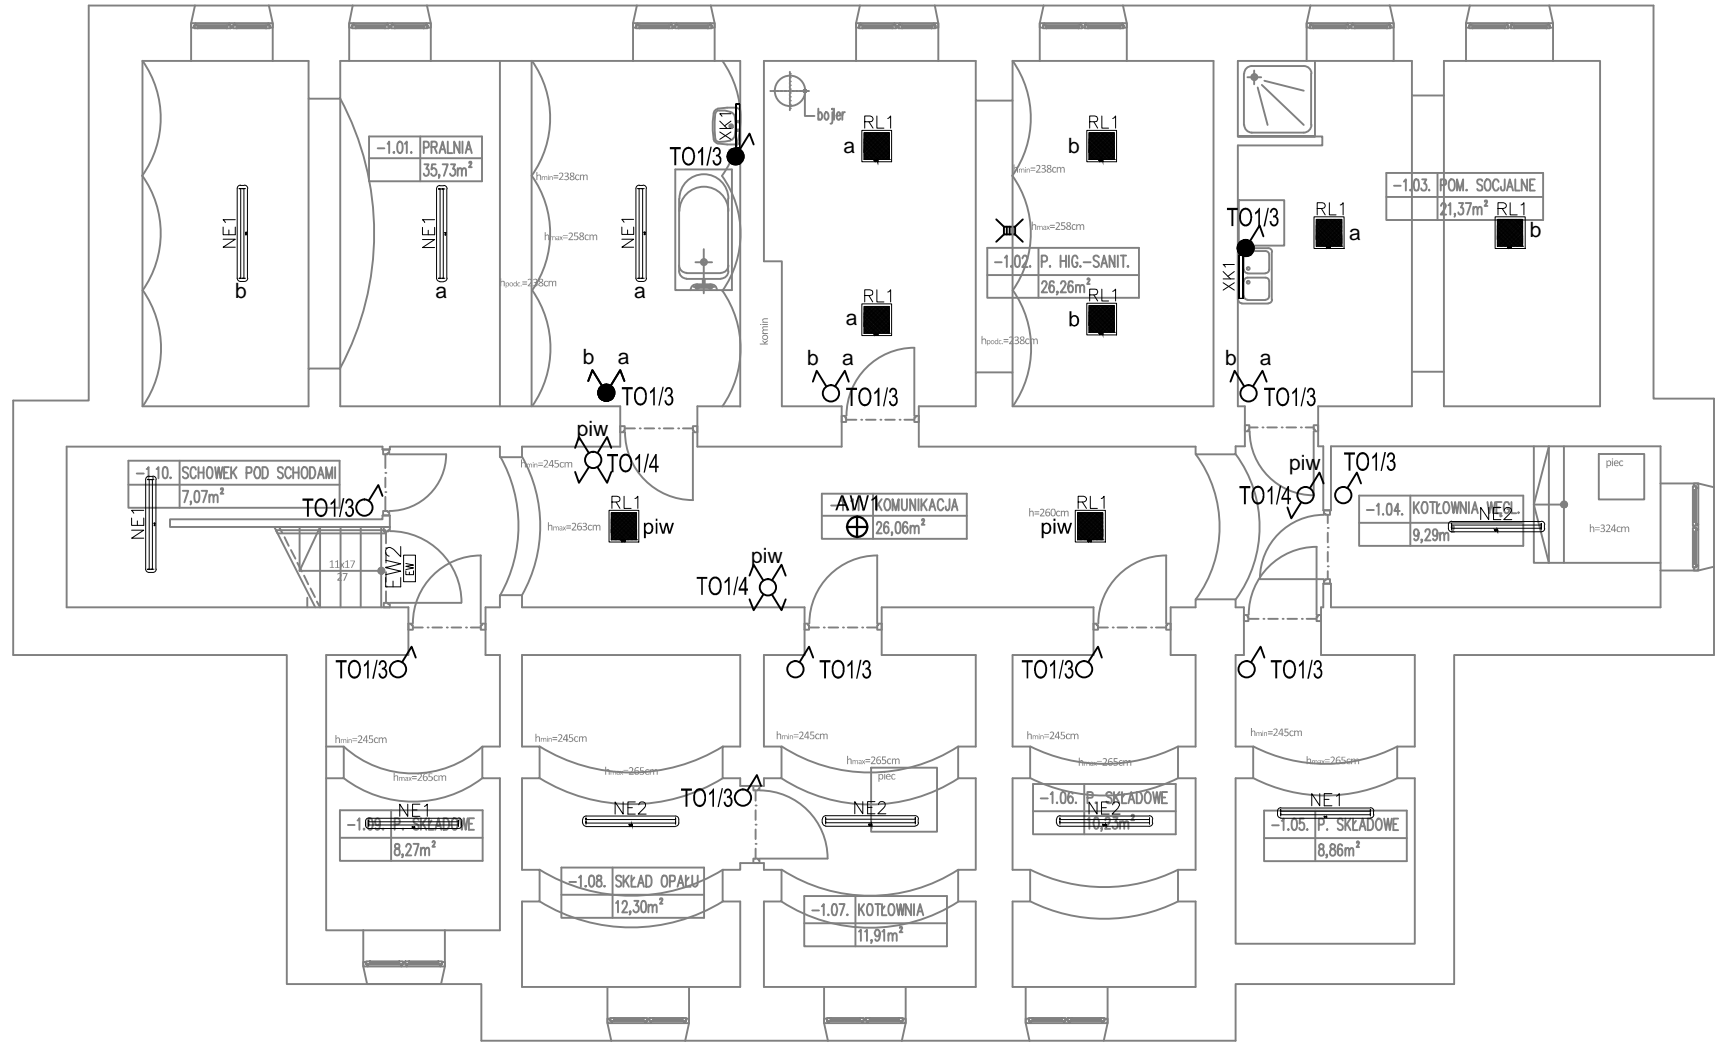 -1.01. PRALNIA
35,73m²
NE1
b
NE1
a
NE1
a
hmin=238cm
hmax=258cm
hpodc.=238cm
XK1
TO1/3
b a
TO1/3
komin
bojler
RL1
a
RL1
a
b a
TO1/3
RL1
b
hmin=238cm
hmax=258cm
-1.02. P. HIG.-SANIT.
26,26m²
RL1
b
hpodc.=238cm
TO1/3
XK1
-1.03. POM. SOCJALNE
21,37m²
RL1
a
RL1
b
b a
TO1/3
-1.10. SCHOWEK POD SCHODAMI
7,07m²
NE1
TO1/3
11x17
27
EW2
EW
piw
TO1/4
hmin=245cm
hmax=263cm
RL1
piw
piw
TO1/4
AW1 KOMUNIKACJA
26,06m²
h=260cm
RL1
piw
piw
TO1/4
TO1/3
-1.04. KOTŁOWNIA WĘGL.
9,29m
NE2
piec
h=324cm
TO1/3
TO1/3
TO1/3
TO1/3
hmin=245cm
hmax=265cm
NE1
-1.09. P. SKŁADOWE
8,27m²
hmin=245cm
hmax=265cm
TO1/3
NE2
-1.08. SKŁAD OPAŁU
12,30m²
hmin=245cm
hmax=265cm
piec
NE2
-1.07. KOTŁOWNIA
11,91m²
hmin=245cm
hmax=265cm
-1.06. P. SKŁADOWE
10,23m²
NE2
hmin=245cm
hmax=265cm
NE1
-1.05. P. SKŁADOWE
8,86m²